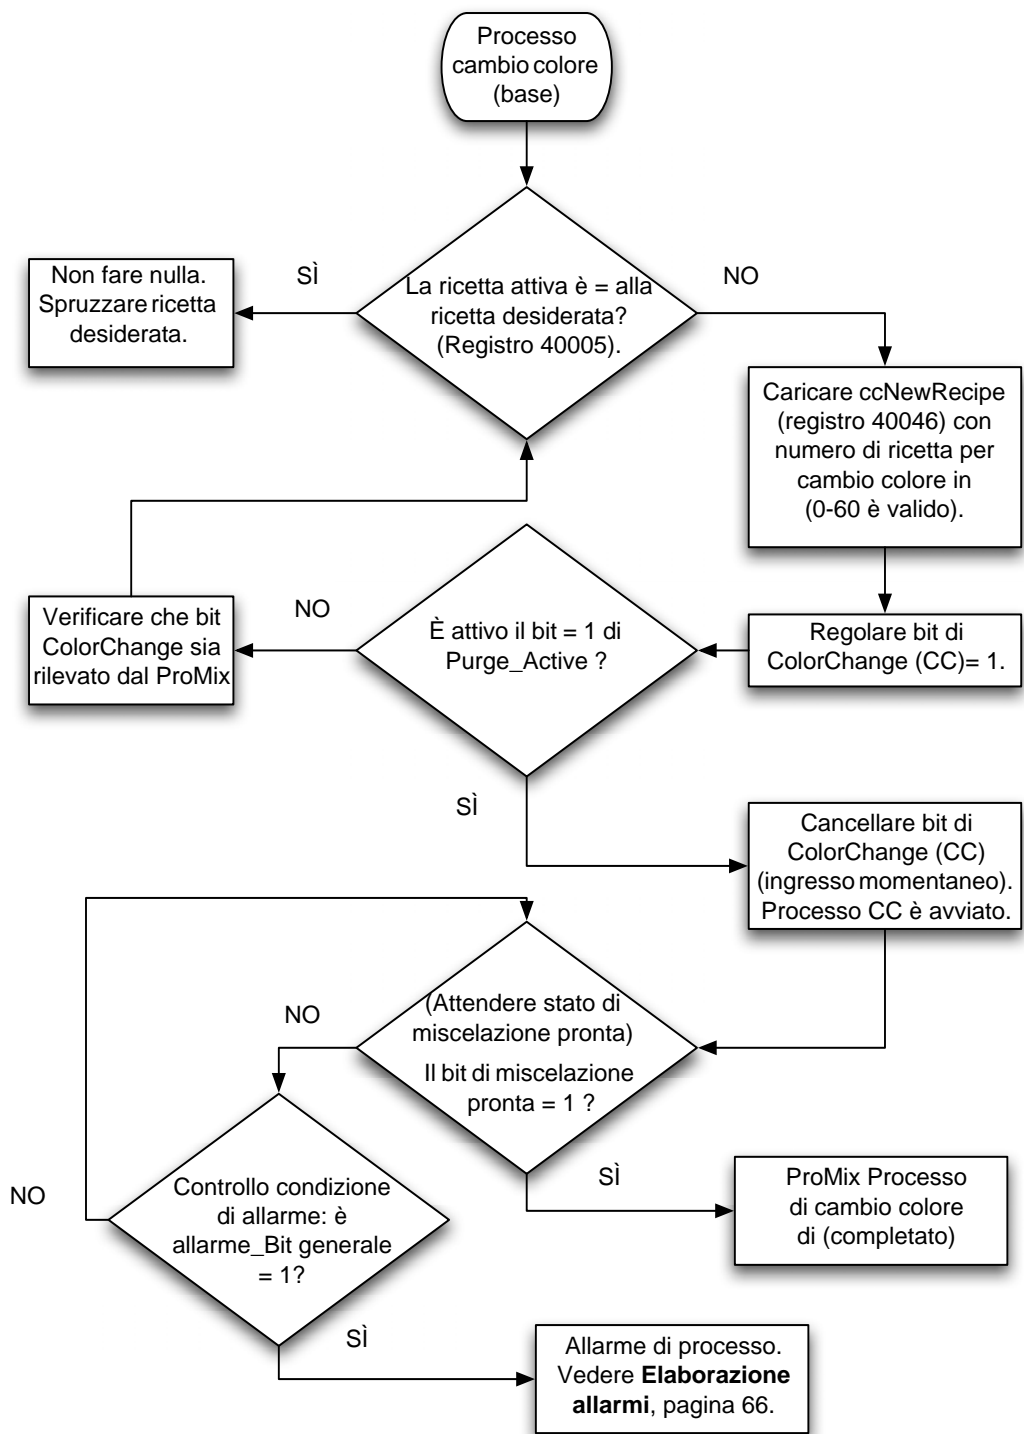 Processo
cambio colore
(base)
SÌ
NO
Non fare nulla.
Spruzzare ricetta
desiderata.
La ricetta attiva è = alla
ricetta desiderata?
(Registro 40005).
Caricare ccNewRecipe
(registro 40046) con
numero di ricetta per
cambio colore in
(0-60 è valido).
NO
Verificare che bit
ColorChange sia
rilevato dal ProMix
È attivo il bit = 1 di
Purge_Active ?
Regolare bit di
ColorChange (CC)= 1.
SÌ
Cancellare bit di
ColorChange (CC)
(ingresso momentaneo).
Processo CC è avviato.
NO
(Attendere stato di
miscelazione pronta)
Il bit di miscelazione
pronta = 1 ?
SÌ
NO
Controllo condizione
di allarme: è
allarme_Bit generale
= 1?
ProMix Processo
di cambio colore
di (completato)
SÌ
Allarme di processo.
Vedere Elaborazione
allarmi, pagina 66.